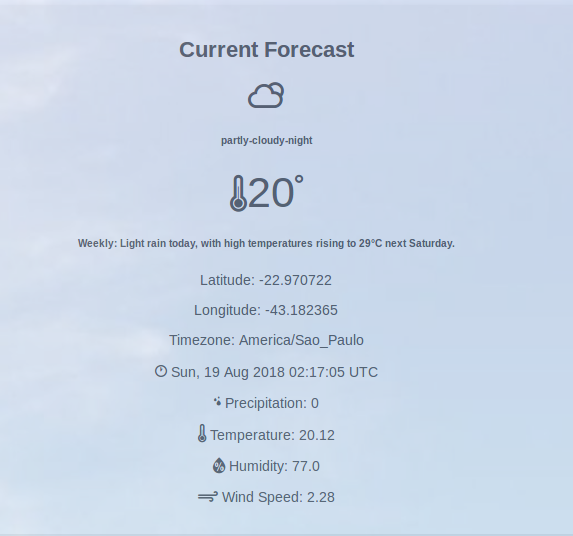 Current Forecast
partly-cloudy-night
20°
Weekly: Light rain today, with high temperatures rising to 29°C next Saturday.
Latitude: -22.970722
Longitude: -43.182365
Timezone: America/Sao_Paulo
Sun, 19 Aug 2018 02:17:05 UTC
Precipitation: 0
Temperature: 20.12
Humidity: 77.0
Wind Speed: 2.28